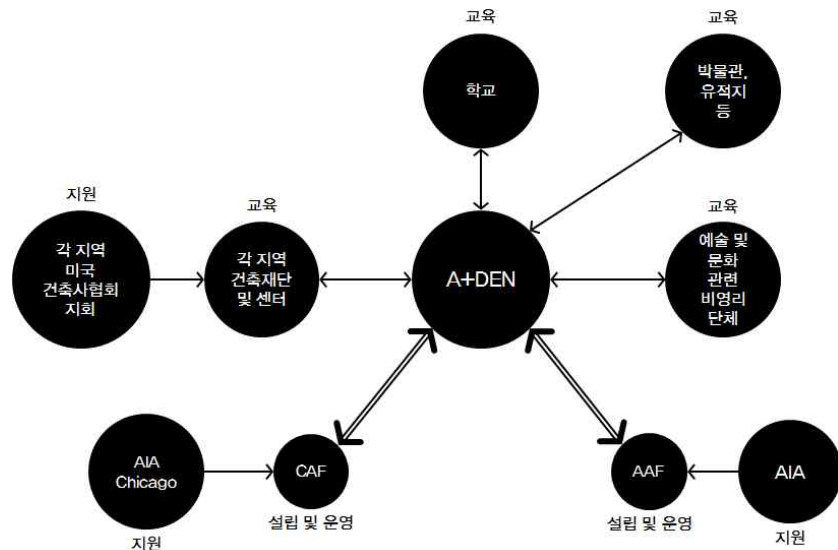 교육
교육
학교
박물관,
유적지
등
지원
교육
교육
각 지역
미국
건축사협회
지회
각 지역
건축재단
및 센터
A+DEN
예술 및
문화
관련
비영리
단체
AIA
Chicago
CAF
AAF
AIA
설립 및 운영
설립 및 운영
지원
지원